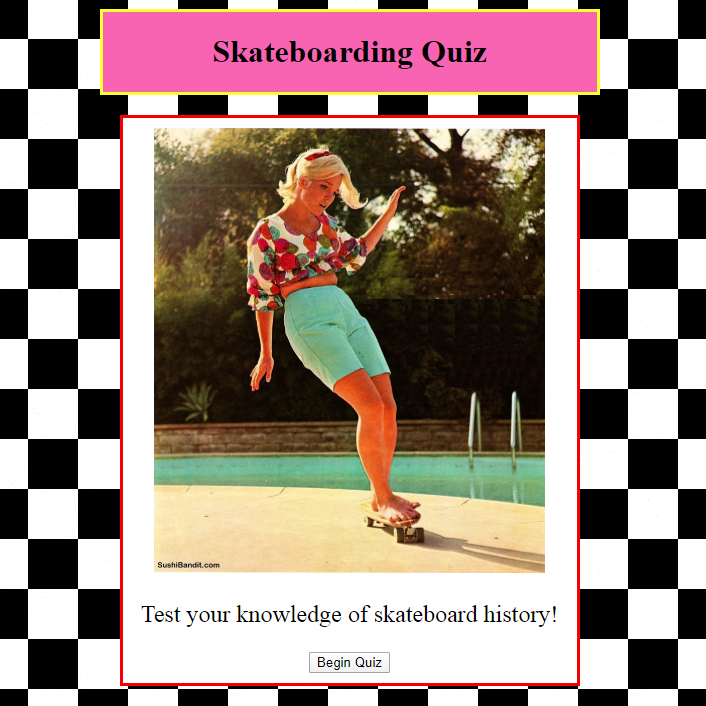 Skateboarding Quiz
SushiBandit.com
Test your knowledge of skateboard history!
Begin Quiz